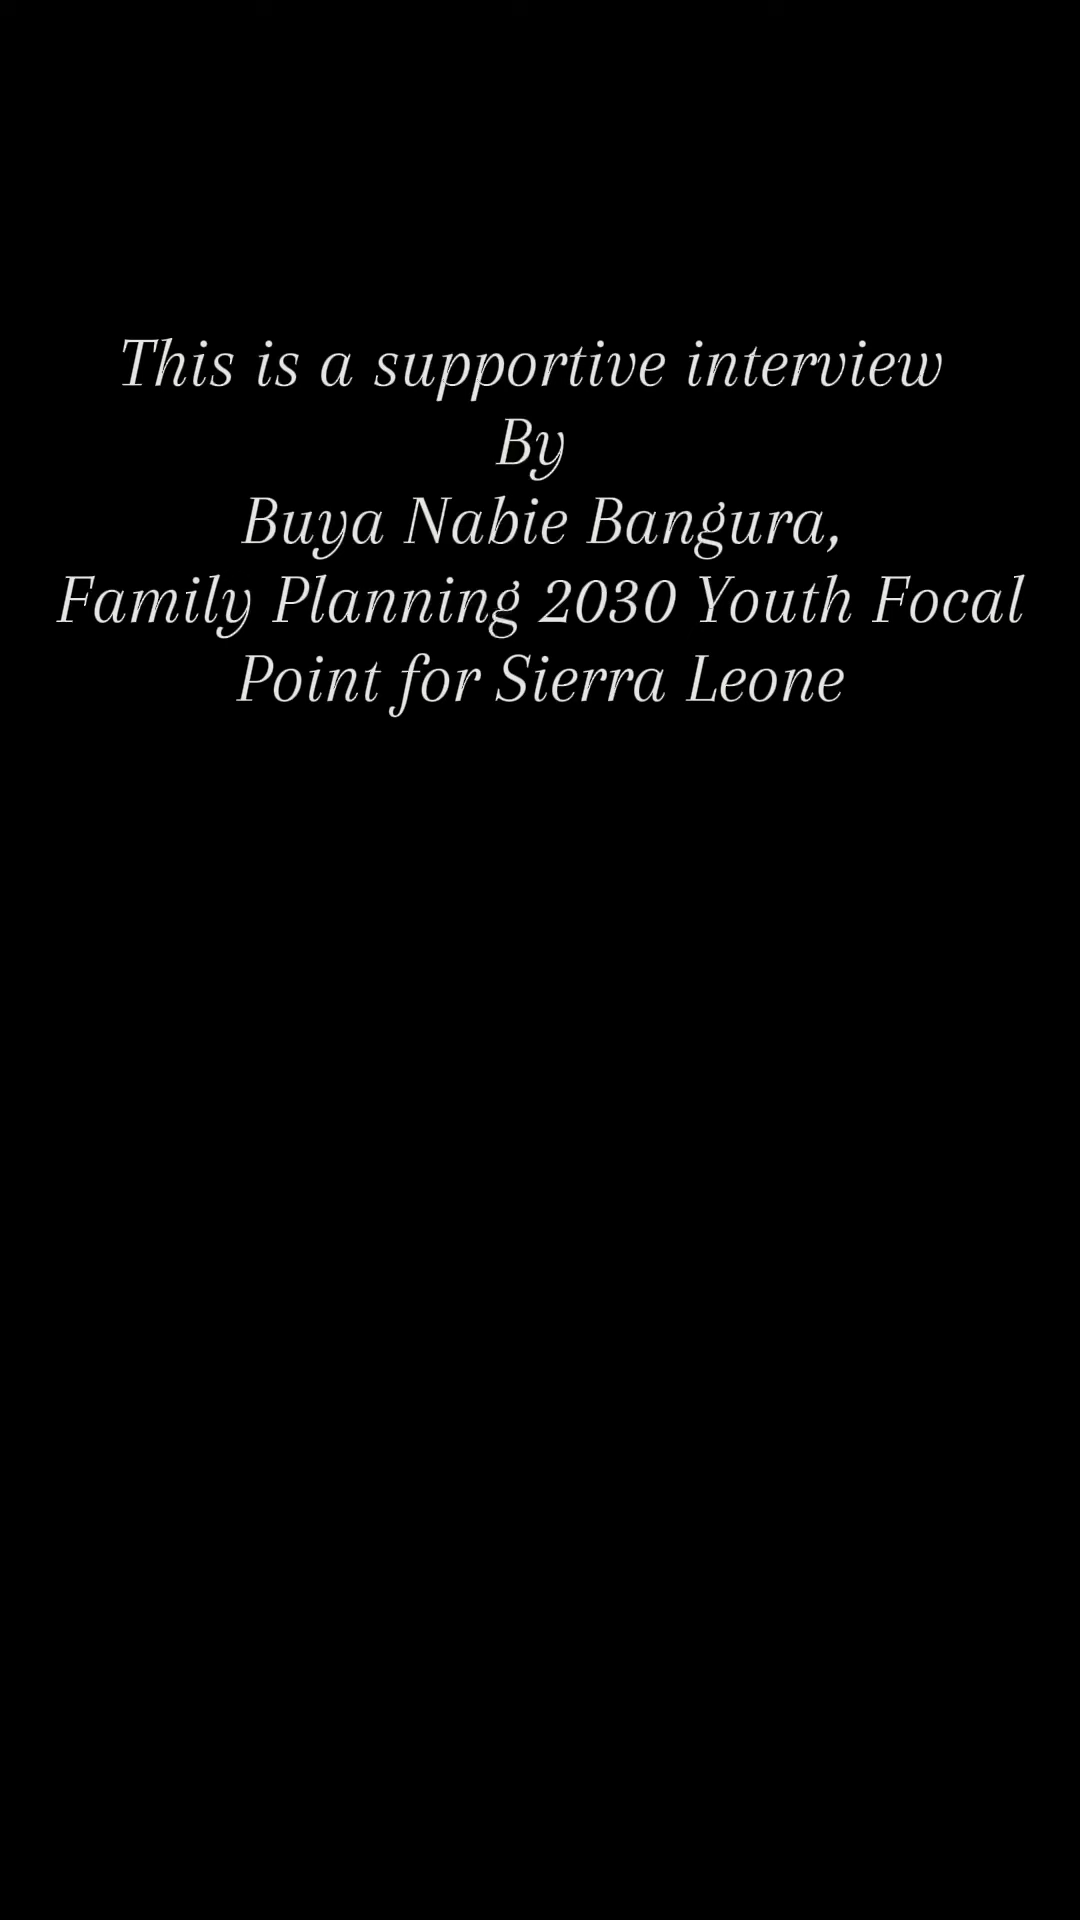 This is a supportive interview
By
Buya Nabie Bangura,
Family Planning 2030 Youth Focal
Point for Sierra Leone